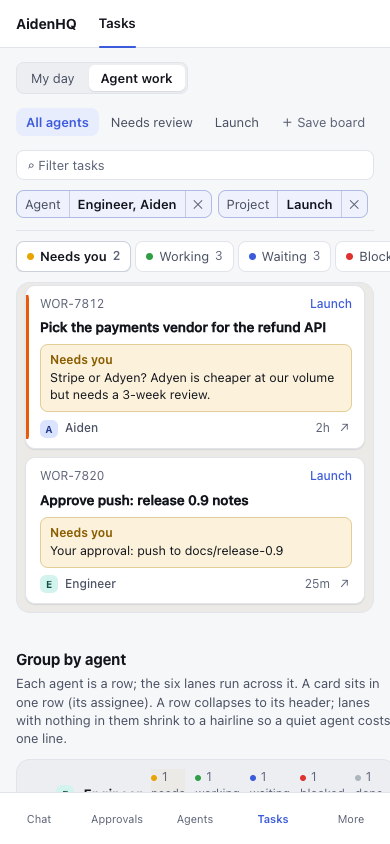 AidenHQ Tasks
My day Agent work
All agents Needs review Launch + Save board
Filter tasks
Agent Engineer, Aiden × Project Launch ×
Needs you 2 Working 3 Waiting 3 Block
WOR-7812 Launch
Pick the payments vendor for the refund API
Needs you
Stripe or Adyen? Adyen is cheaper at our volume
but needs a 3-week review.
A Aiden 2h ↗
WOR-7820 Launch
Approve push: release 0.9 notes
Needs you
Your approval: push to docs/release-0.9
E Engineer 25m ↗
Group by agent
Each agent is a row; the six lanes run across it. A card sits in
one row (its assignee). A row collapses to its header; lanes
with nothing in them shrink to a hairline so a quiet agent costs
one line.
1 1 1 1 1
Chat Approvals Agents Tasks More